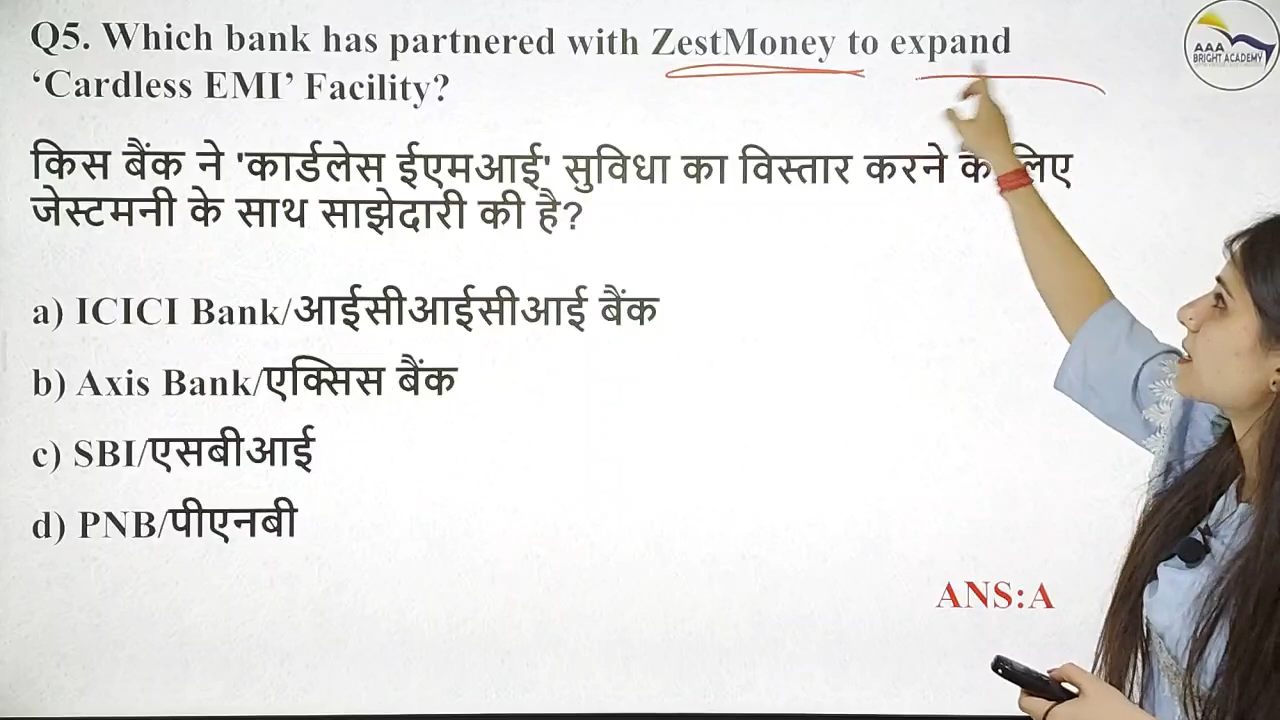 Q5. Which bank has partnered with ZestMoney to expand
‘Cardless EMI’ Facility?
किस बैंक ने 'कार्डलेस ईएमआई' सुविधा का विस्तार करने के लिए
जेस्टमनी के साथ साझेदारी की है?
a) ICICI Bank/आईसीआईसीआई बैंक
b) Axis Bank/एक्सिस बैंक
c) SBI/एसबीआई
d) PNB/पीएनबी
ANS:A
AAA
BRIGHT ACADEMY